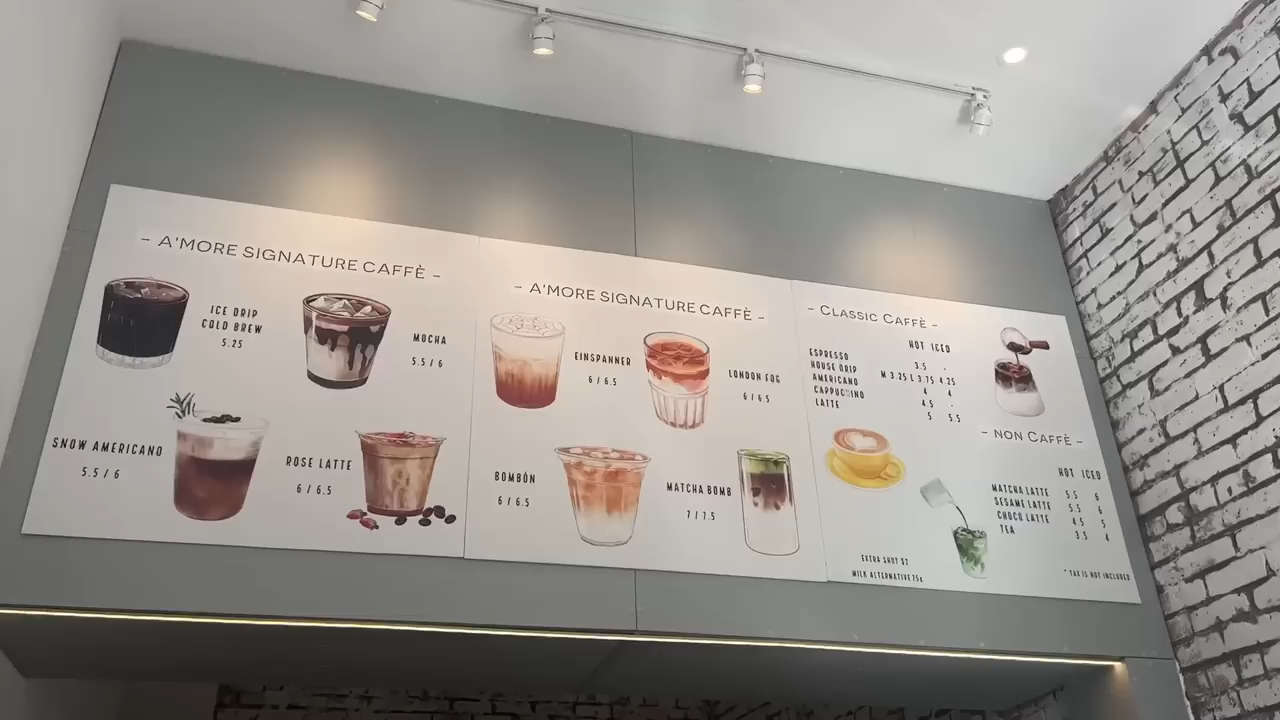 - A'MORE SIGNATURE CAFFÈ -
ICE DRIP
COLD BREW
5.25
MOCHA
5.5 / 6
SNOW AMERICANO
5.5 / 6
ROSE LATTE
6 / 6.5
- A'MORE SIGNATURE CAFFÈ -
EINSPANNER
6 / 6.5
LONDON FOG
6 / 6.5
BOMBÓN
6 / 6.5
MATCHA BOMB
7 / 7.5
- CLASSIC CAFFÈ -
HOT ICED
ESPRESSO 3.5 -
HOUSE DRIP M 3.25 L 3.75 4.25
AMERICANO 4 4
CAPPUCINO 4.5 -
LATTE 5 5.5
- NON CAFFÈ -
HOT ICED
MATCHA LATTE 5.5 6
SESAME LATTE 5.5 6
CHOCO LATTE 4.5 5
TEA 3.5 4
EXTRA SHOT $2
MILK ALTERNATIVE 75¢
* TAX IS NOT INCLUDED